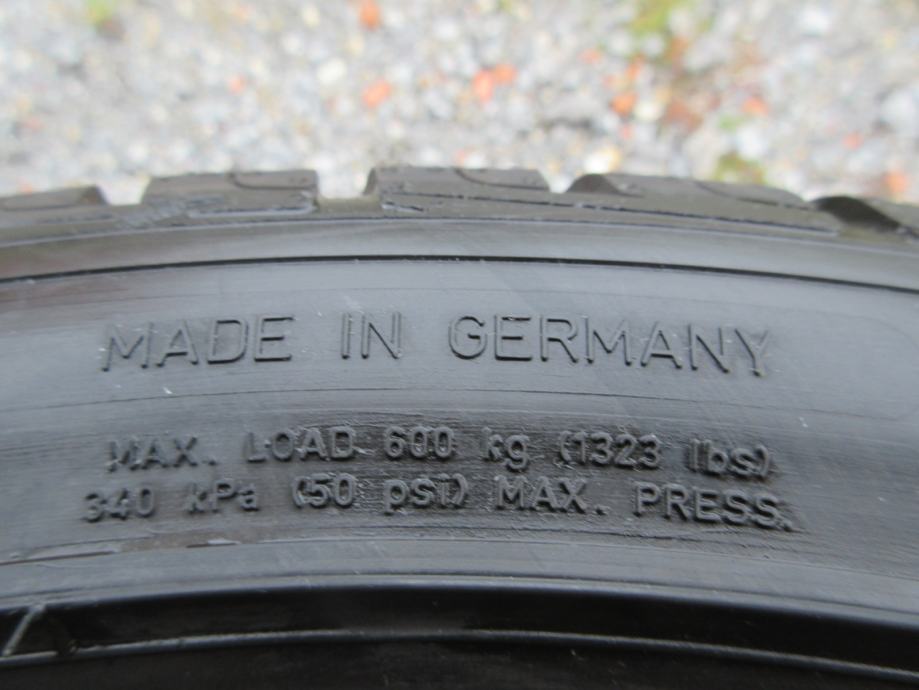 MADE IN GERMANY
MAX. LOAD 600 kg (1323 lbs)
340 kPa (50 psi) MAX. PRESS.